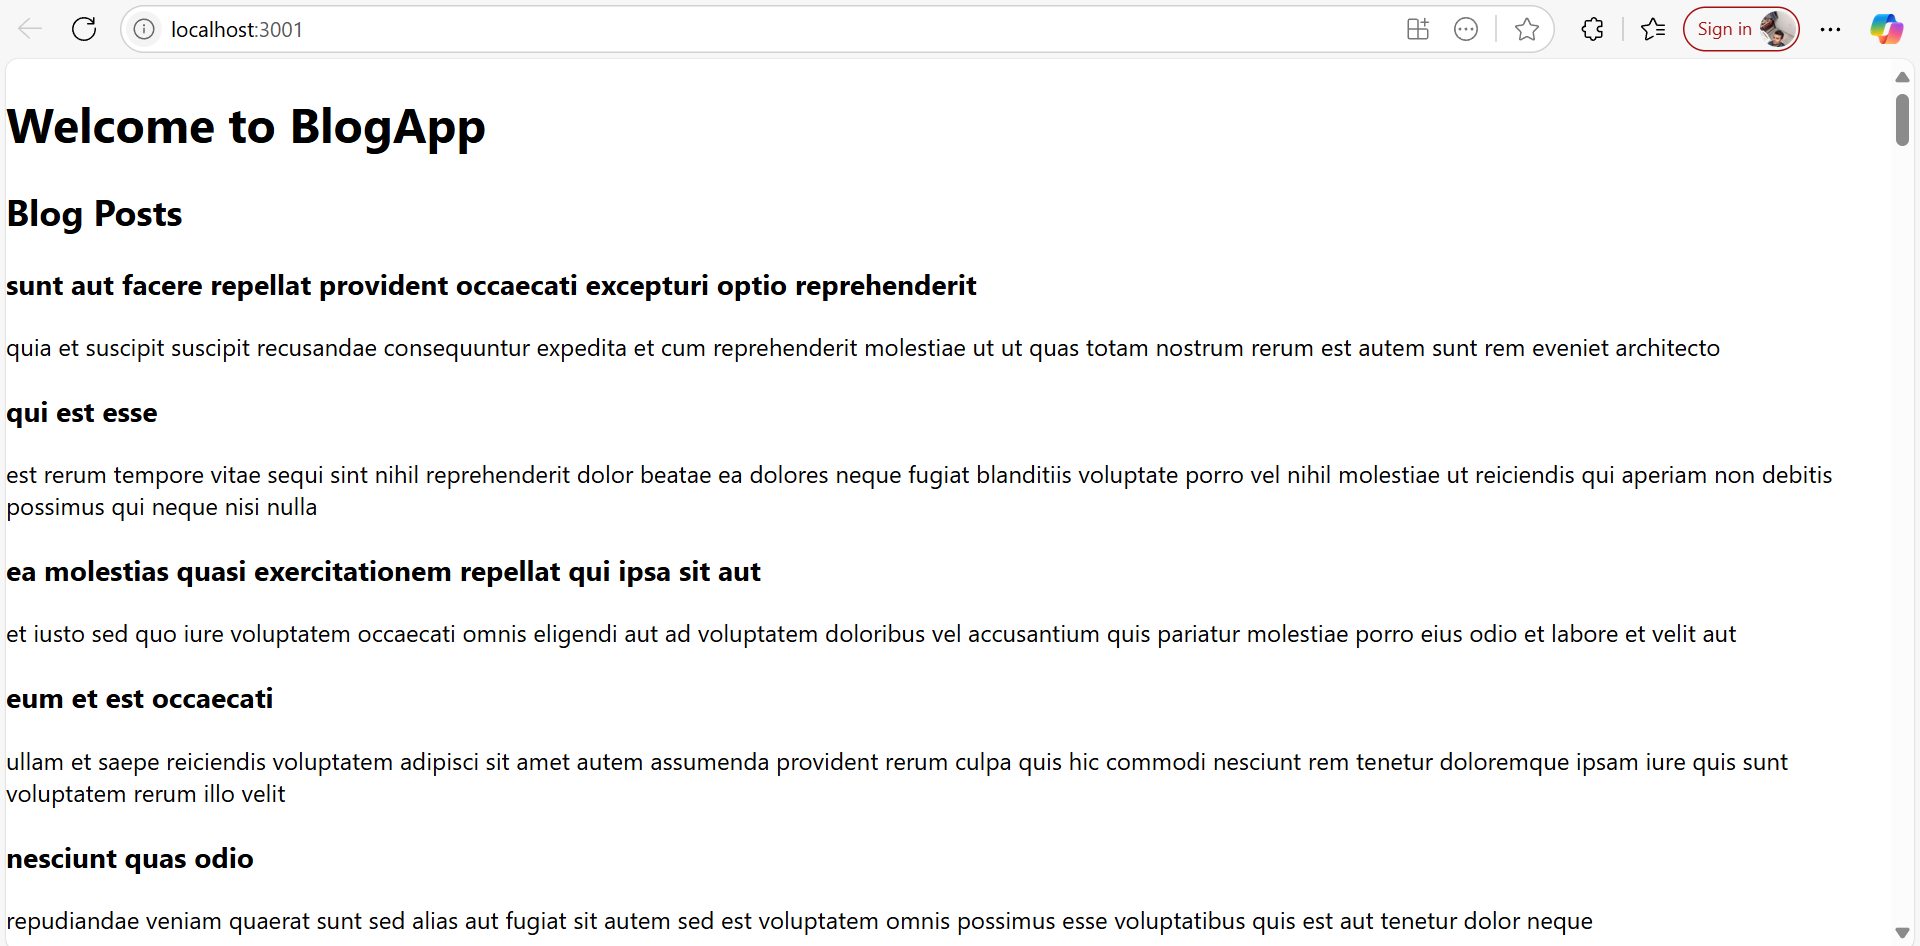 localhost:3001
Sign in
Welcome to BlogApp
Blog Posts
sunt aut facere repellat provident occaecati excepturi optio reprehenderit
quia et suscipit suscipit recusandae consequuntur expedita et cum reprehenderit molestiae ut ut quas totam nostrum rerum est autem sunt rem eveniet architecto
qui est esse
est rerum tempore vitae sequi sint nihil reprehenderit dolor beatae ea dolores neque fugiat blanditiis voluptate porro vel nihil molestiae ut reiciendis qui aperiam non debitis
possimus qui neque nisi nulla
ea molestias quasi exercitationem repellat qui ipsa sit aut
et iusto sed quo iure voluptatem occaecati omnis eligendi aut ad voluptatem doloribus vel accusantium quis pariatur molestiae porro eius odio et labore et velit aut
eum et est occaecati
ullam et saepe reiciendis voluptatem adipisci sit amet autem assumenda provident rerum culpa quis hic commodi nesciunt rem tenetur doloremque ipsam iure quis sunt
voluptatem rerum illo velit
nesciunt quas odio
repudiandae veniam quaerat sunt sed alias aut fugiat sit autem sed est voluptatem omnis possimus esse voluptatibus quis est aut tenetur dolor neque